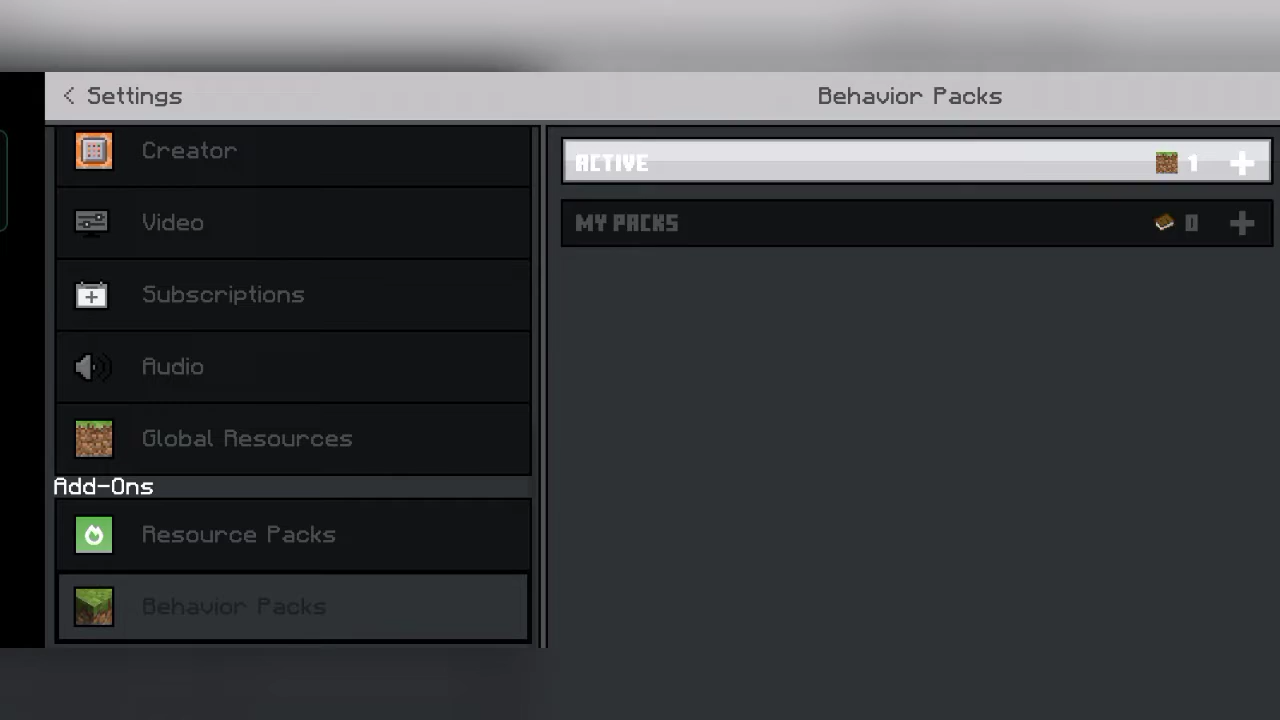 Settings
Behavior Packs
Creator
Video
Subscriptions
Audio
Global Resources
Add-Ons
Resource Packs
Behavior Packs
ACTIVE 1
MY PACKS 0